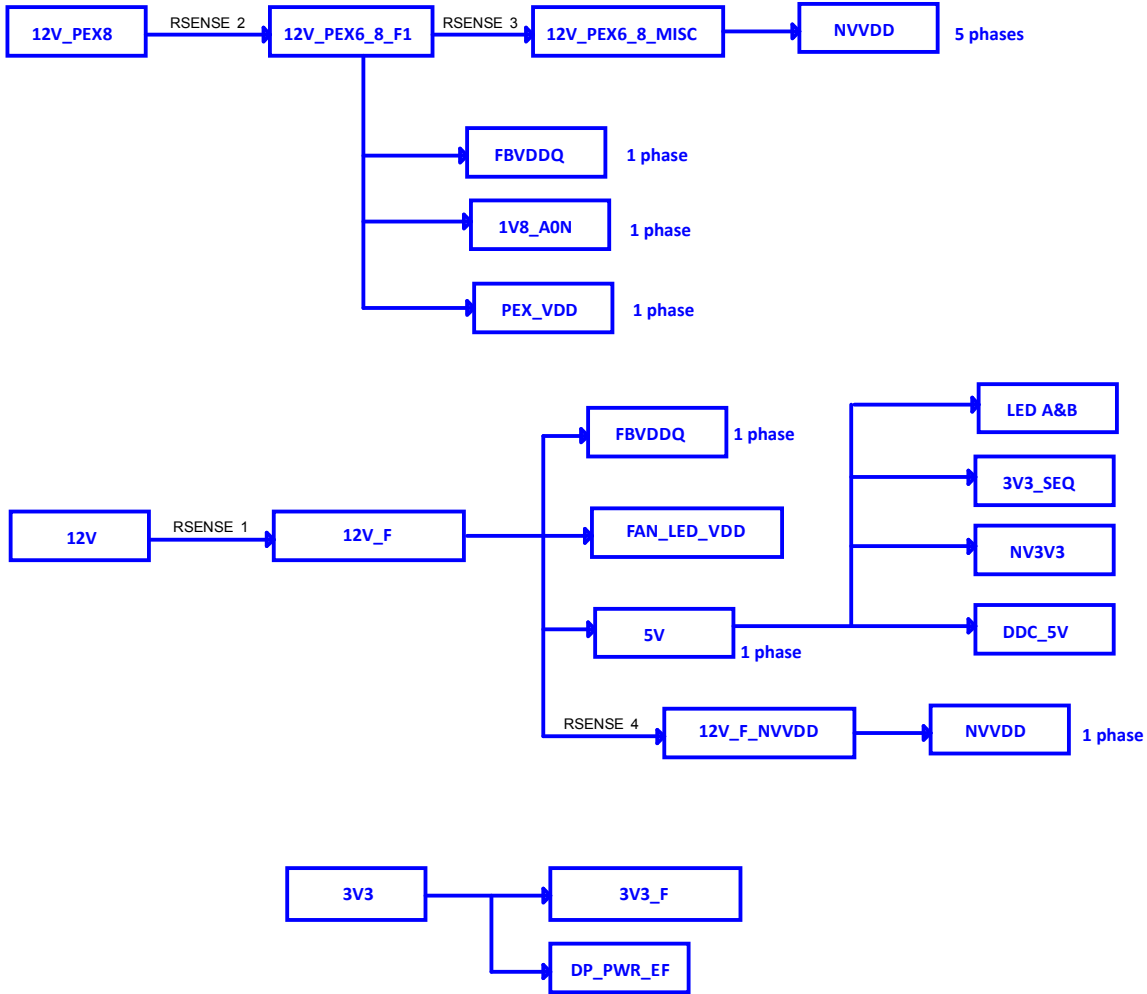 12V_PEX8
RSENSE 2
12V_PEX6_8_F1
RSENSE 3
12V_PEX6_8_MISC
NVVDD
5 phases
FBVDDQ
1 phase
1V8_A0N
1 phase
PEX_VDD
1 phase
LED A&B
FBVDDQ
1 phase
3V3_SEQ
12V
RSENSE 1
12V_F
FAN_LED_VDD
NV3V3
5V
1 phase
DDC_5V
RSENSE 4
12V_F_NVVDD
NVVDD
1 phase
3V3
3V3_F
DP_PWR_EF